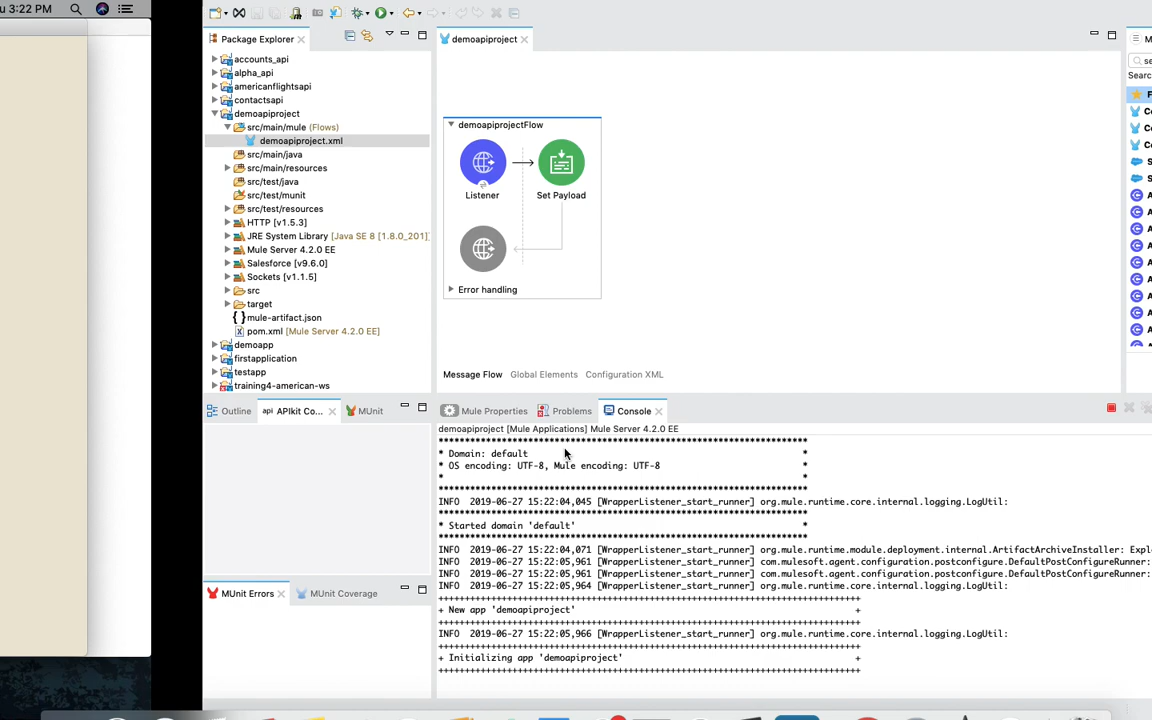 u 3:22 PM
Package Explorer
accounts_api
alpha_api
americanflightsapi
contactsapi
demoapiproject
src/main/mule (Flows)
demoapiproject.xml
src/main/java
src/main/resources
src/test/java
src/test/munit
src/test/resources
HTTP [v1.5.3]
JRE System Library [Java SE 8 [1.8.0_201]
Mule Server 4.2.0 EE
Salesforce [v9.6.0]
Sockets [v1.1.5]
src
target
mule-artifact.json
pom.xml [Mule Server 4.2.0 EE]
demoapp
firstapplication
testapp
training4-american-ws
demoapiproject
demoapiprojectFlow
Listener
Set Payload
Error handling
Message Flow Global Elements Configuration XML
M
se
Searc
F
Co
Co
Co
S
S
A
A
A
A
A
A
A
A
A
Outline
api APIkit Co...
MUnit
MUnit Errors
MUnit Coverage
Mule Properties
Problems
Console
demoapiproject [Mule Applications] Mule Server 4.2.0 EE
**********************************************************************
* Domain: default *
* OS encoding: UTF-8, Mule encoding: UTF-8 *
* *
**********************************************************************
INFO 2019-06-27 15:22:04,045 [WrapperListener_start_runner] org.mule.runtime.core.internal.logging.LogUtil:
**********************************************************************
* Started domain 'default' *
**********************************************************************
INFO 2019-06-27 15:22:04,071 [WrapperListener_start_runner] org.mule.runtime.module.deployment.internal.ArtifactArchiveInstaller: Expl
INFO 2019-06-27 15:22:05,961 [WrapperListener_start_runner] com.mulesoft.agent.configuration.postconfigure.DefaultPostConfigureRunner:
INFO 2019-06-27 15:22:05,961 [WrapperListener_start_runner] com.mulesoft.agent.configuration.postconfigure.DefaultPostConfigureRunner:
INFO 2019-06-27 15:22:05,964 [WrapperListener_start_runner] org.mule.runtime.core.internal.logging.LogUtil:
++++++++++++++++++++++++++++++++++++++++++++++++++++++++++++++++++++++
+ New app 'demoapiproject' +
++++++++++++++++++++++++++++++++++++++++++++++++++++++++++++++++++++++
INFO 2019-06-27 15:22:05,966 [WrapperListener_start_runner] org.mule.runtime.core.internal.logging.LogUtil:
++++++++++++++++++++++++++++++++++++++++++++++++++++++++++++++++++++++
+ Initializing app 'demoapiproject' +
++++++++++++++++++++++++++++++++++++++++++++++++++++++++++++++++++++++